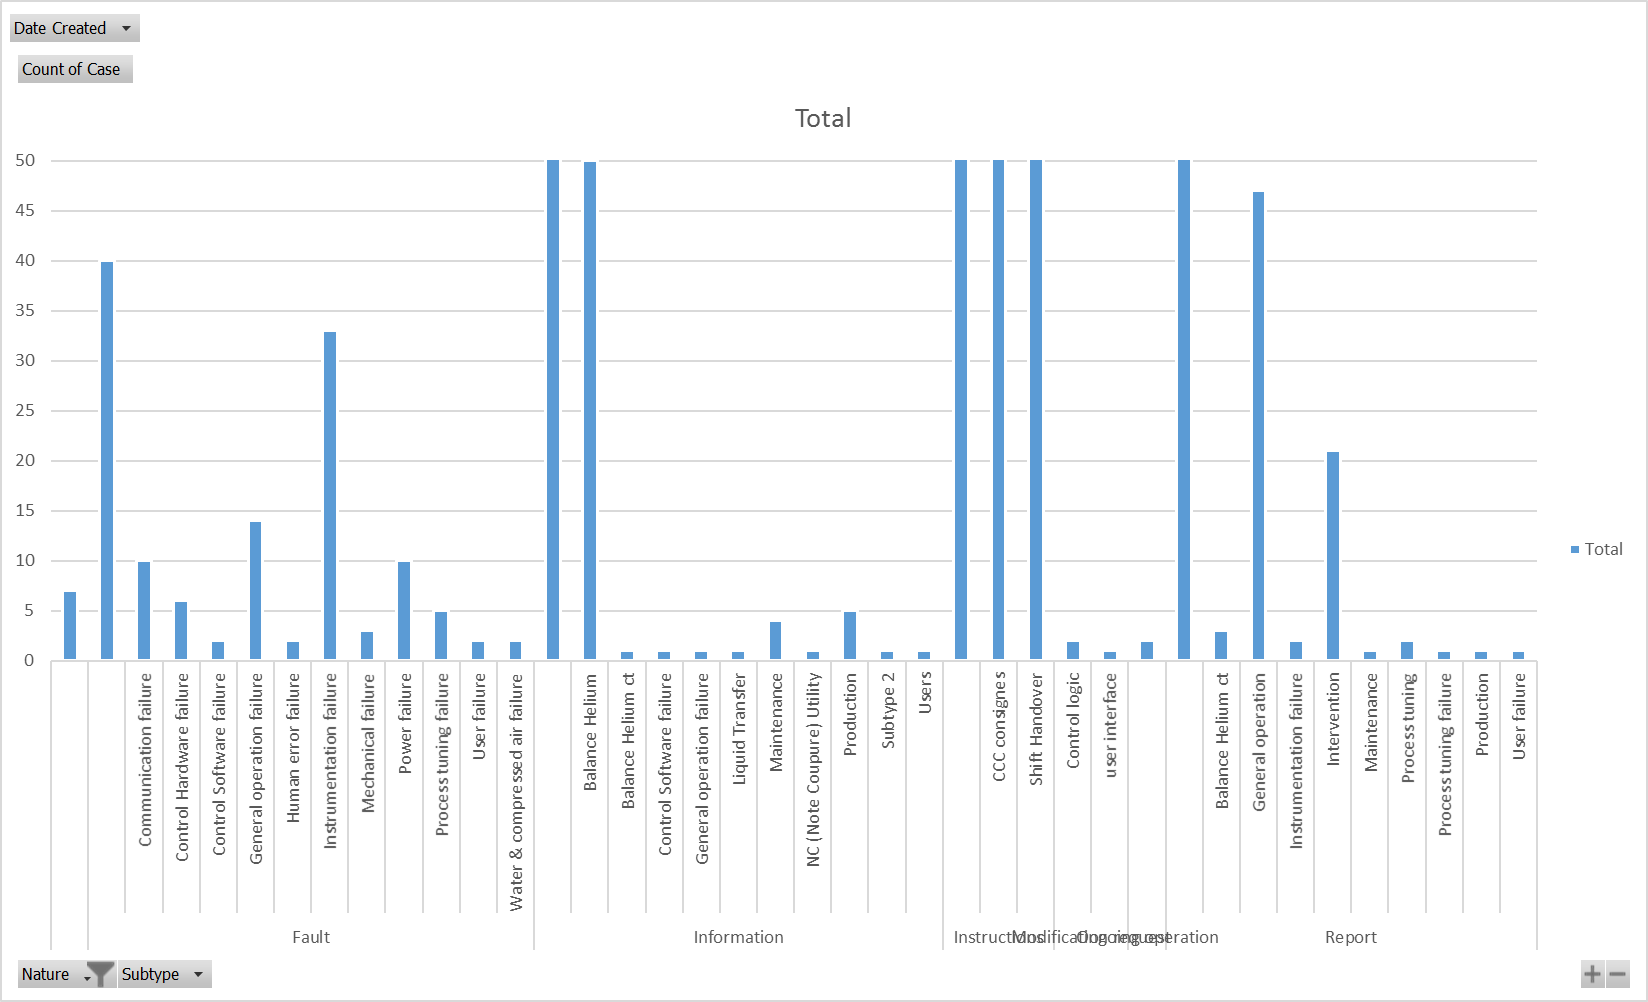 Date Created
Count of Case
Total
50
45
40
35
30
25
20
15
10
5
0
Total
Communication failure
Control Hardware failure
Control Software failure
General operation failure
Human error failure
Instrumentation failure
Mechanical failure
Power failure
Process tuning failure
User failure
Water & compressed air failure
Balance Helium
Balance Helium ct
Control Software failure
General operation failure
Liquid Transfer
Maintenance
NC (Note Coupure) Utility
Production
Subtype 2
Users
CCC consignes
Shift Handover
Control logic
user interface
Balance Helium ct
General operation
Instrumentation failure
Intervention
Maintenance
Process tuning
Process tuning failure
Production
User failure
Fault
Information
Instructions
Modification request
Ongoing operation
Report
Nature
Subtype